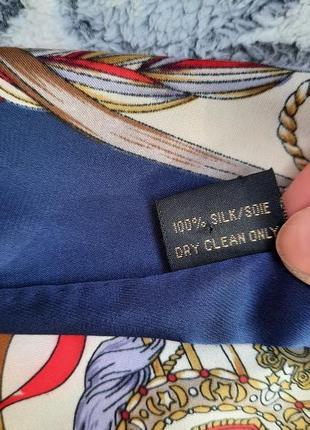 100% SILK/SOIE
DRY CLEAN ONLY